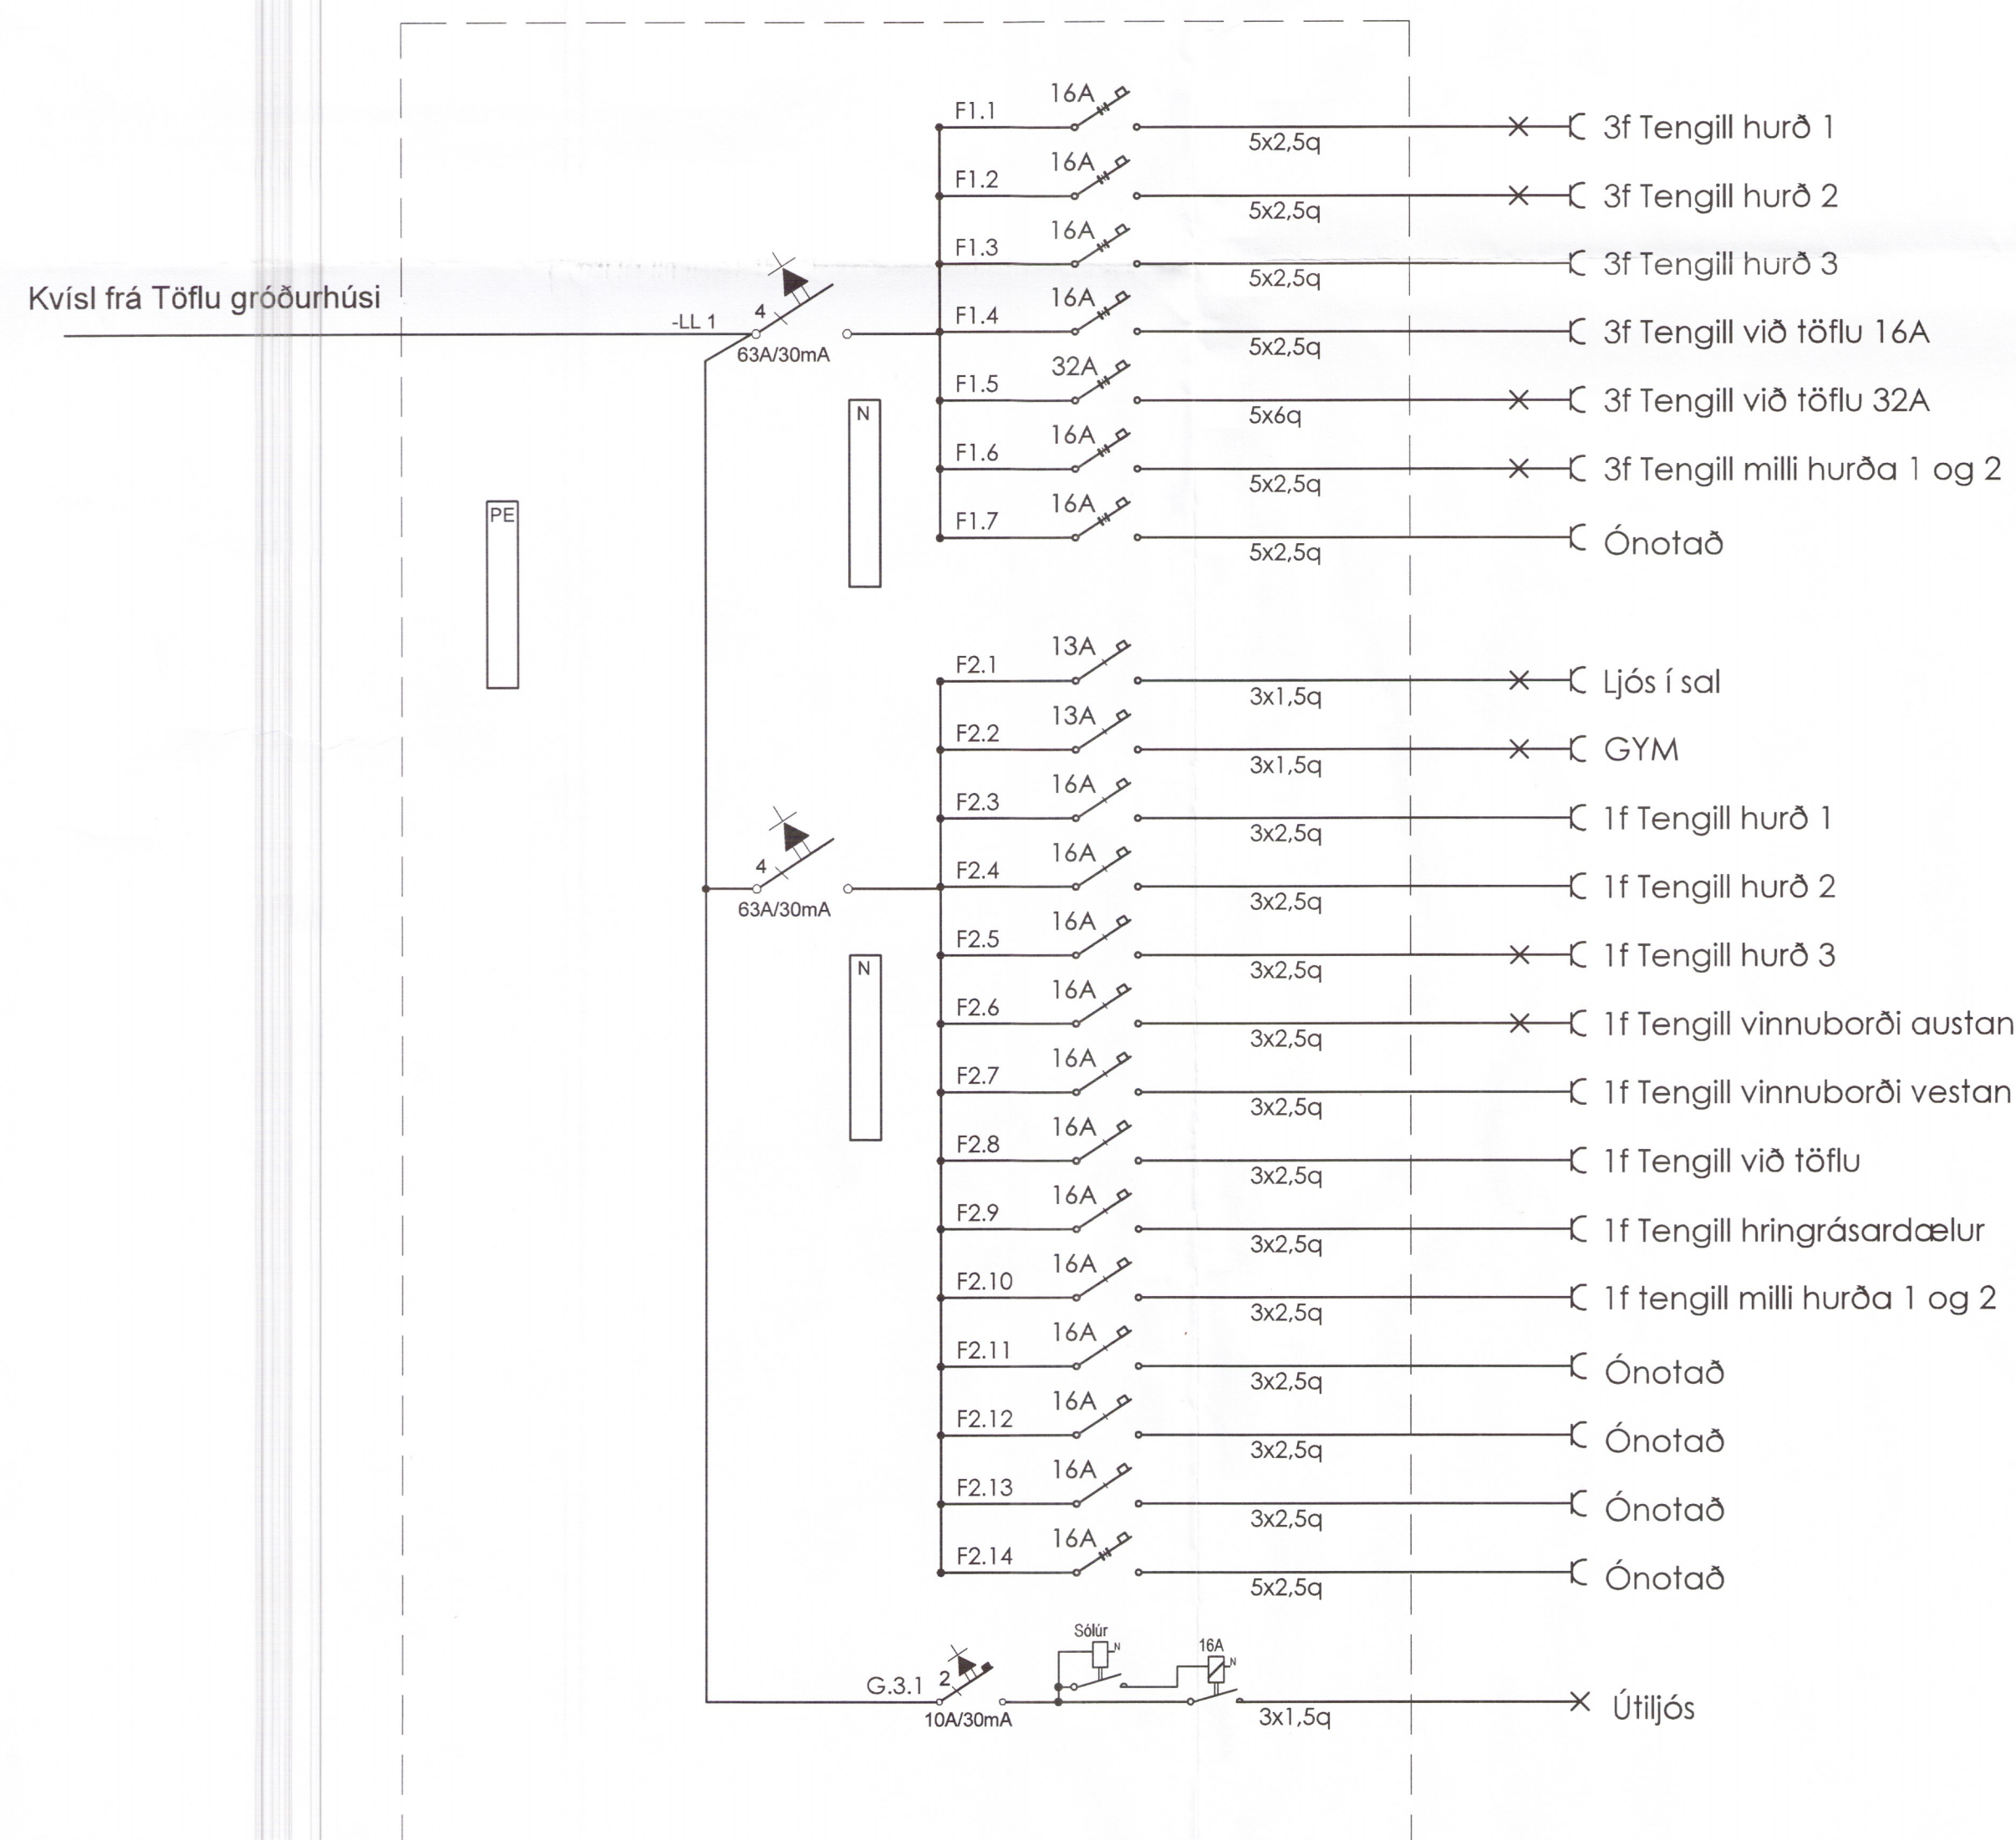 Kvísl frá Töflu gróðurhúsi
-LL 1
4
63A/30mA
N
PE
F1.1 16A 5x2,5q 3f Tengill hurð 1
F1.2 16A 5x2,5q 3f Tengill hurð 2
F1.3 16A 5x2,5q 3f Tengill hurð 3
F1.4 16A 5x2,5q 3f Tengill við töflu 16A
F1.5 32A 5x6q 3f Tengill við töflu 32A
F1.6 16A 5x2,5q 3f Tengill milli hurða 1 og 2
F1.7 16A 5x2,5q Ónotað
4
63A/30mA
N
F2.1 13A 3x1,5q Ljós í sal
F2.2 13A 3x1,5q GYM
F2.3 16A 3x2,5q 1f Tengill hurð 1
F2.4 16A 3x2,5q 1f Tengill hurð 2
F2.5 16A 3x2,5q 1f Tengill hurð 3
F2.6 16A 3x2,5q 1f Tengill vinnuborði austan
F2.7 16A 3x2,5q 1f Tengill vinnuborði vestan
F2.8 16A 3x2,5q 1f Tengill við töflu
F2.9 16A 3x2,5q 1f Tengill hringrásardælur
F2.10 16A 3x2,5q 1f tengill milli hurða 1 og 2
F2.11 16A 3x2,5q Ónotað
F2.12 16A 3x2,5q Ónotað
F2.13 16A 3x2,5q Ónotað
F2.14 16A 5x2,5q Ónotað
Sólúr
N
16A
N
G.3.1 2
10A/30mA
3x1,5q
Útiljós